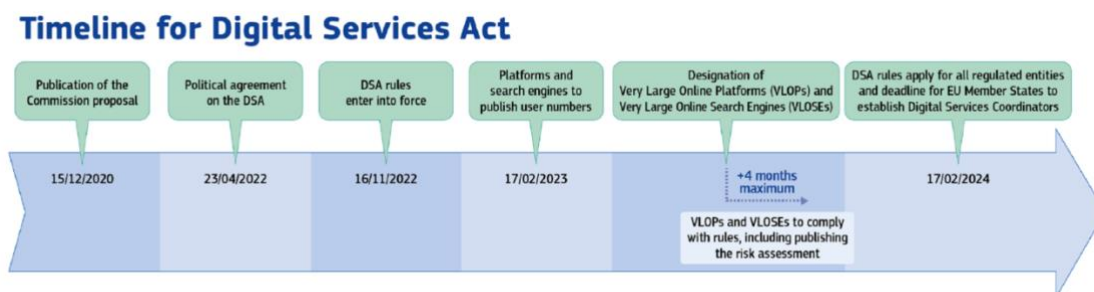 Timeline for Digital Services Act
Publication of the
Commission proposal
Political agreement
on the DSA
DSA rules
enter into force
Platforms and
search engines to
publish user numbers
Designation of
Very Large Online Platforms (VLOPs) and
Very Large Online Search Engines (VLOSEs)
DSA rules apply for all regulated entities
and deadline for EU Member States to
establish Digital Services Coordinators
15/12/2020
23/04/2022
16/11/2022
17/02/2023
+4 months
maximum
17/02/2024
VLOPs and VLOSEs to comply
with rules, including publishing
the risk assessment